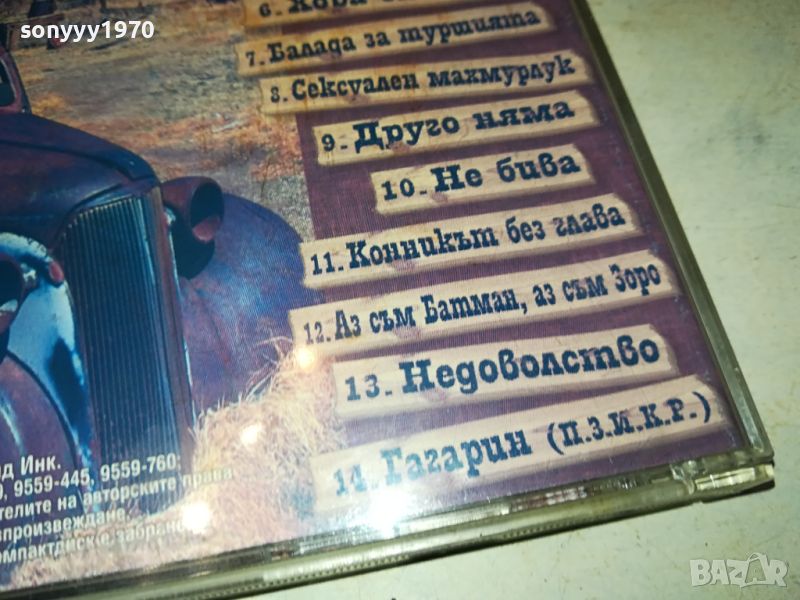 sonyyy1970
7. Балада за туршията
8. Сексуален махмурлук
9. Друго няма
10. Не бива
11. Конникът без глава
12. Аз съм Батман, аз съм Зоро
13. Недоволство
14. Гагарин (П.З.И.К.Р.)
Инк.
9559-445, 9559-760;
на авторските права
BAZAR